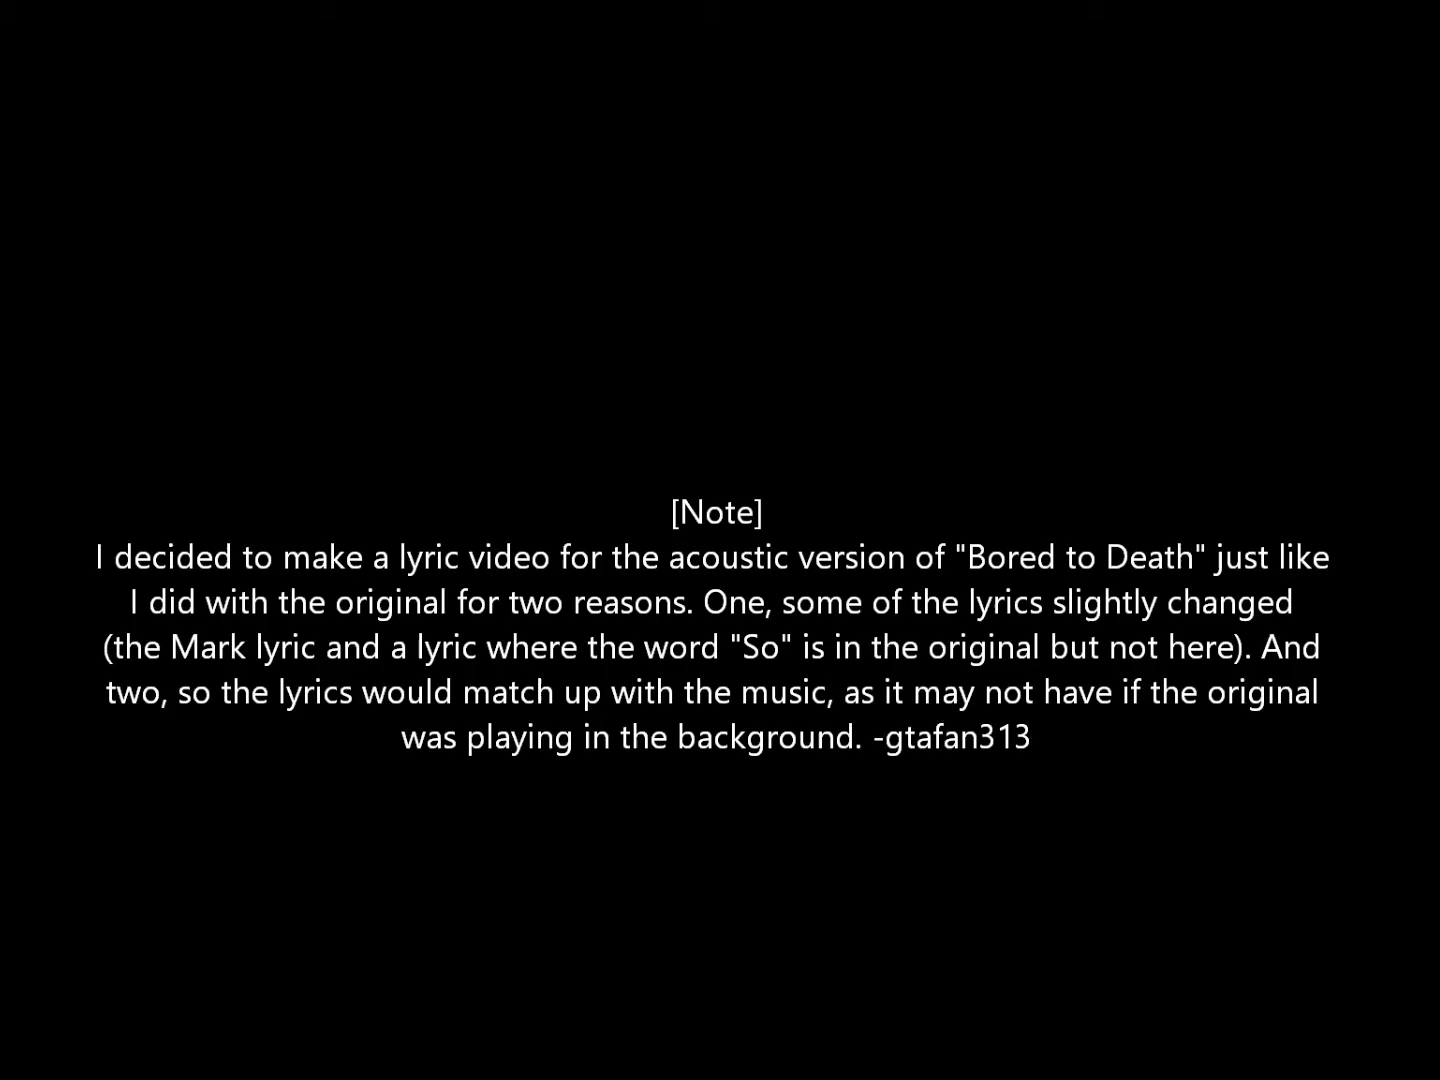 [Note]
I decided to make a lyric video for the acoustic version of "Bored to Death" just like
I did with the original for two reasons. One, some of the lyrics slightly changed
(the Mark lyric and a lyric where the word "So" is in the original but not here). And
two, so the lyrics would match up with the music, as it may not have if the original
was playing in the background. -gtafan313